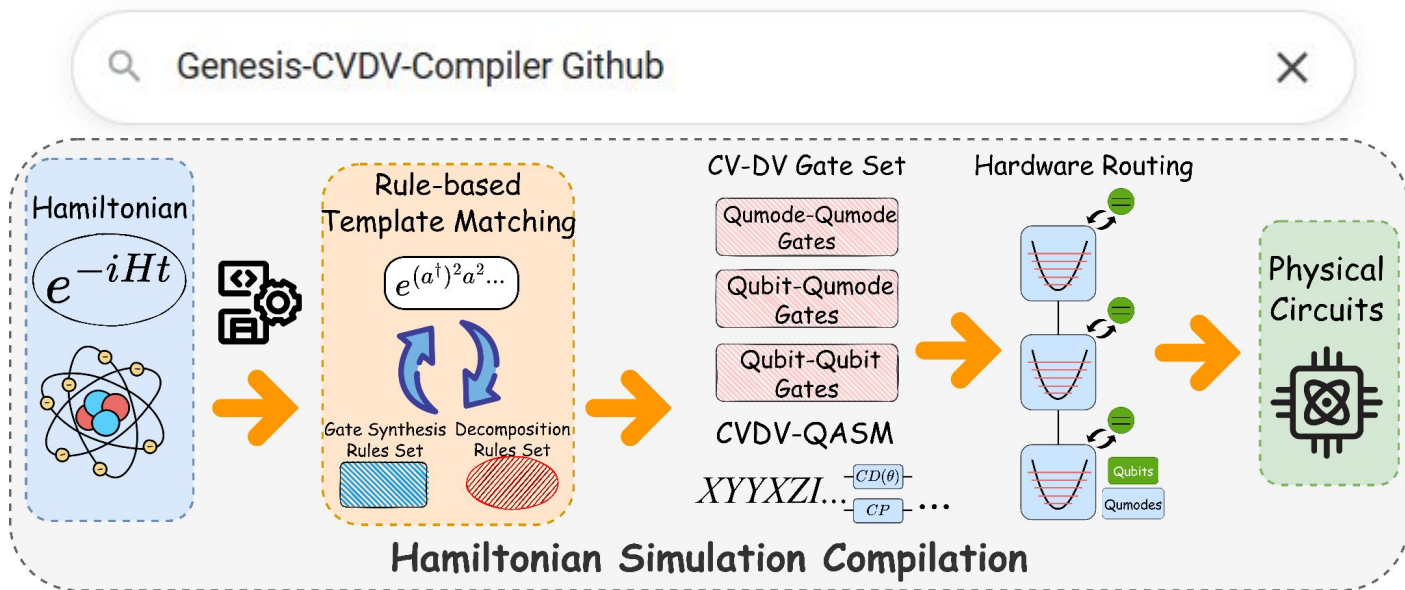 Genesis-CVDV-Compiler Github
Hamiltonian
e^{-iHt}
Rule-based
Template Matching
e^{(a^†)^2 a^2...}
Gate Synthesis
Rules Set
Decomposition
Rules Set
CV-DV Gate Set
Qumode-Qumode
Gates
Qubit-Qumode
Gates
Qubit-Qubit
Gates
CVDV-QASM
XYYXZI...
CD(θ)
CP
...
Hardware Routing
Qubits
Qumodes
Physical
Circuits
Hamiltonian Simulation Compilation